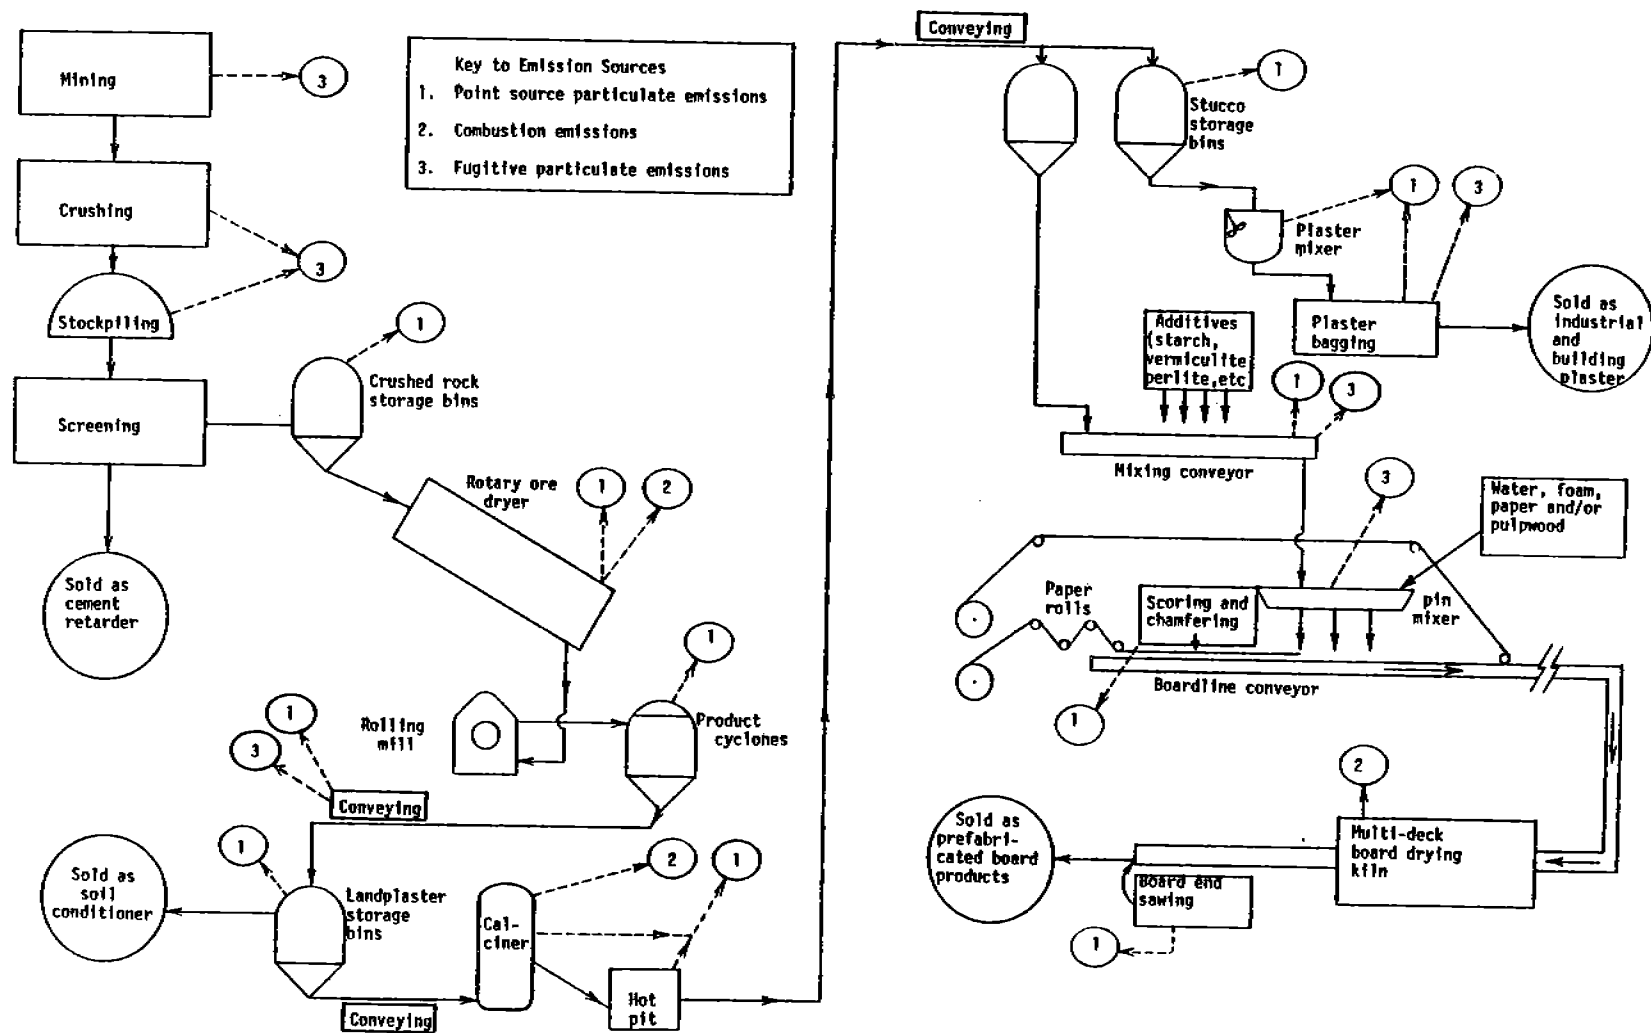 Mining
3
Key to Emission Sources
1. Point source particulate emissions
2. Combustion emissions
3. Fugitive particulate emissions
Crushing
3
Stockpiling
Screening
1
Crushed rock
storage bins
Sold as
cement
retarder
Rotary ore
dryer
1
2
Rolling
mill
1
Product
cyclones
1
3
Conveying
1
Sold as
soil
conditioner
Landplaster
storage
bins
Conveying
Cal-
ciner
2
1
Hot
pit
Conveying
1
Stucco
storage
bins
Plaster
mixer
1
3
Plaster
bagging
Sold as
industrial
and
building
plaster
Additives
(starch,
vermiculite
perlite,etc
1
3
Mixing conveyor
3
Water, foam,
paper and/or
pulpwood
Paper
rolls
Scoring and
chamfering
pin
mixer
Boardline conveyor
1
2
Multi-deck
board drying
kiln
Sold as
prefabri-
cated board
products
Board end
sawing
1